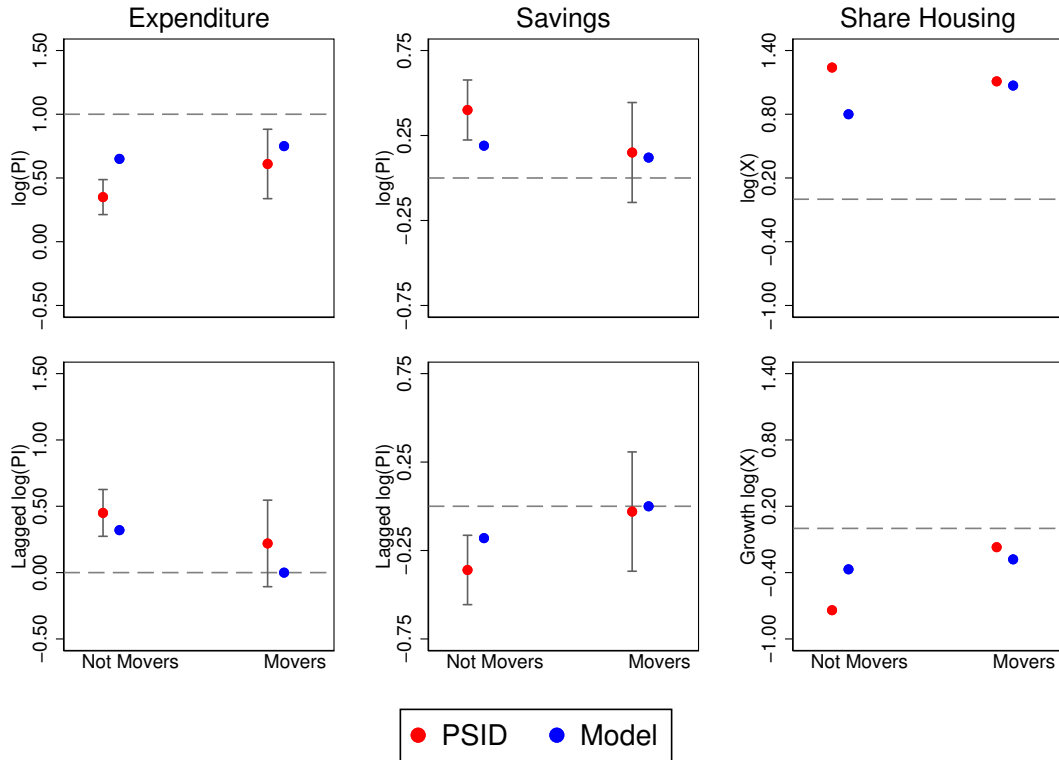 Expenditure
Savings
Share Housing
log(PI)
−0.50 0.00 0.50 1.00 1.50
log(PI)
−0.75 −0.25 0.25 0.75
log(X)
−1.00 −0.40 0.20 0.80 1.40
Lagged log(PI)
−0.50 0.00 0.50 1.00 1.50
Not Movers Movers
Lagged log(PI)
−0.75 −0.25 0.25 0.75
Not Movers Movers
Growth log(X)
−1.00 −0.40 0.20 0.80 1.40
Not Movers Movers
PSID Model